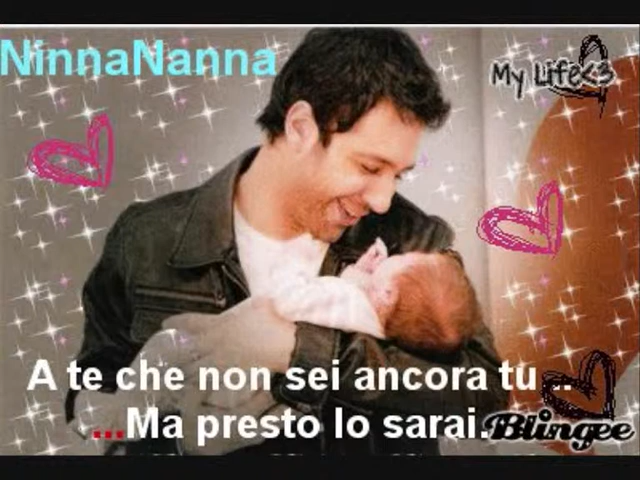 NinnaNanna
My Life<3
A te che non sei ancora tu ...
...Ma presto lo sarai.
Blingee